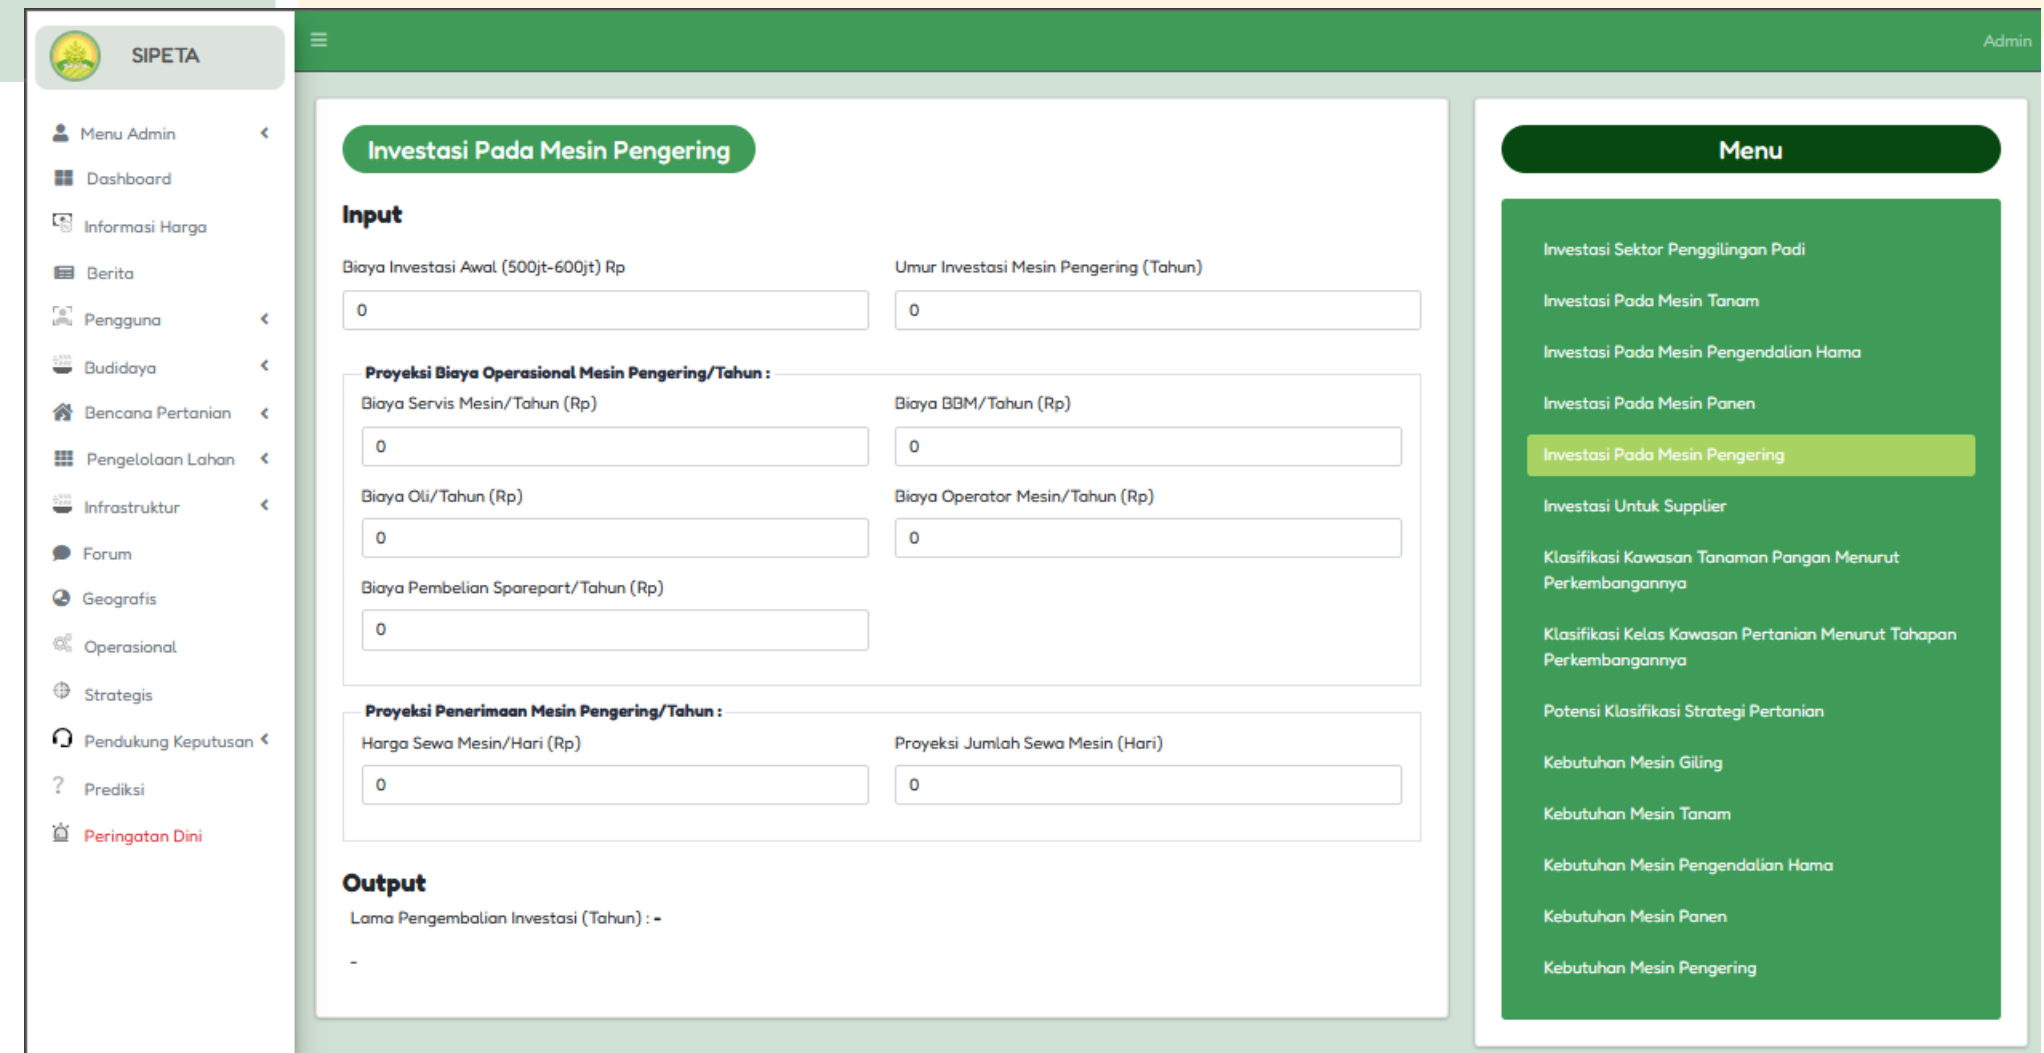 SIPETA
Admin
Menu Admin
Dashboard
Informasi Harga
Berita
Pengguna
Budidaya
Bencana Pertanian
Pengelolaan Lahan
Infrastruktur
Forum
Geografis
Operasional
Strategis
Pendukung Keputusan
Prediksi
Peringatan Dini
Investasi Pada Mesin Pengering
Input
Biaya Investasi Awal (500jt-600jt) Rp
Umur Investasi Mesin Pengering (Tahun)
0
0
Proyeksi Biaya Operasional Mesin Pengering/Tahun :
Biaya Servis Mesin/Tahun (Rp)
Biaya BBM/Tahun (Rp)
0
0
Biaya Oli/Tahun (Rp)
Biaya Operator Mesin/Tahun (Rp)
0
0
Biaya Pembelian Sparepart/Tahun (Rp)
0
Proyeksi Penerimaan Mesin Pengering/Tahun :
Harga Sewa Mesin/Hari (Rp)
Proyeksi Jumlah Sewa Mesin (Hari)
0
0
Output
Lama Pengembalian Investasi (Tahun) : -
-
Menu
Investasi Sektor Penggilingan Padi
Investasi Pada Mesin Tanam
Investasi Pada Mesin Pengendalian Hama
Investasi Pada Mesin Panen
Investasi Pada Mesin Pengering
Investasi Untuk Supplier
Klasifikasi Kawasan Tanaman Pangan Menurut
Perkembangannya
Klasifikasi Kelas Kawasan Pertanian Menurut Tahapan
Perkembangannya
Potensi Klasifikasi Strategi Pertanian
Kebutuhan Mesin Giling
Kebutuhan Mesin Tanam
Kebutuhan Mesin Pengendalian Hama
Kebutuhan Mesin Panen
Kebutuhan Mesin Pengering